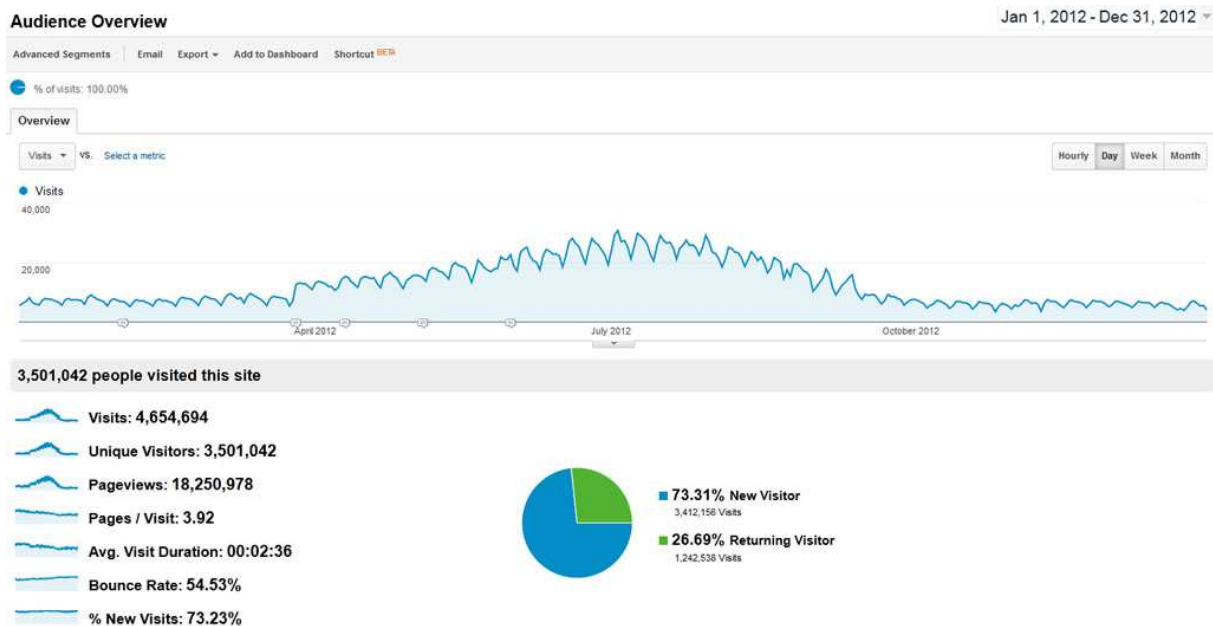 Audience Overview
Jan 1, 2012 - Dec 31, 2012
Advanced Segments Email Export Add to Dashboard Shortcut BETA
% of visits: 100.00%
Overview
Visits VS. Select a metric
Hourly Day Week Month
Visits
40,000
20,000
April 2012 July 2012 October 2012
3,501,042 people visited this site
Visits: 4,654,694
Unique Visitors: 3,501,042
Pageviews: 18,250,978
Pages / Visit: 3.92
Avg. Visit Duration: 00:02:36
Bounce Rate: 54.53%
% New Visits: 73.23%
73.31% New Visitor
3,412,156 Visits
26.69% Returning Visitor
1,242,538 Visits